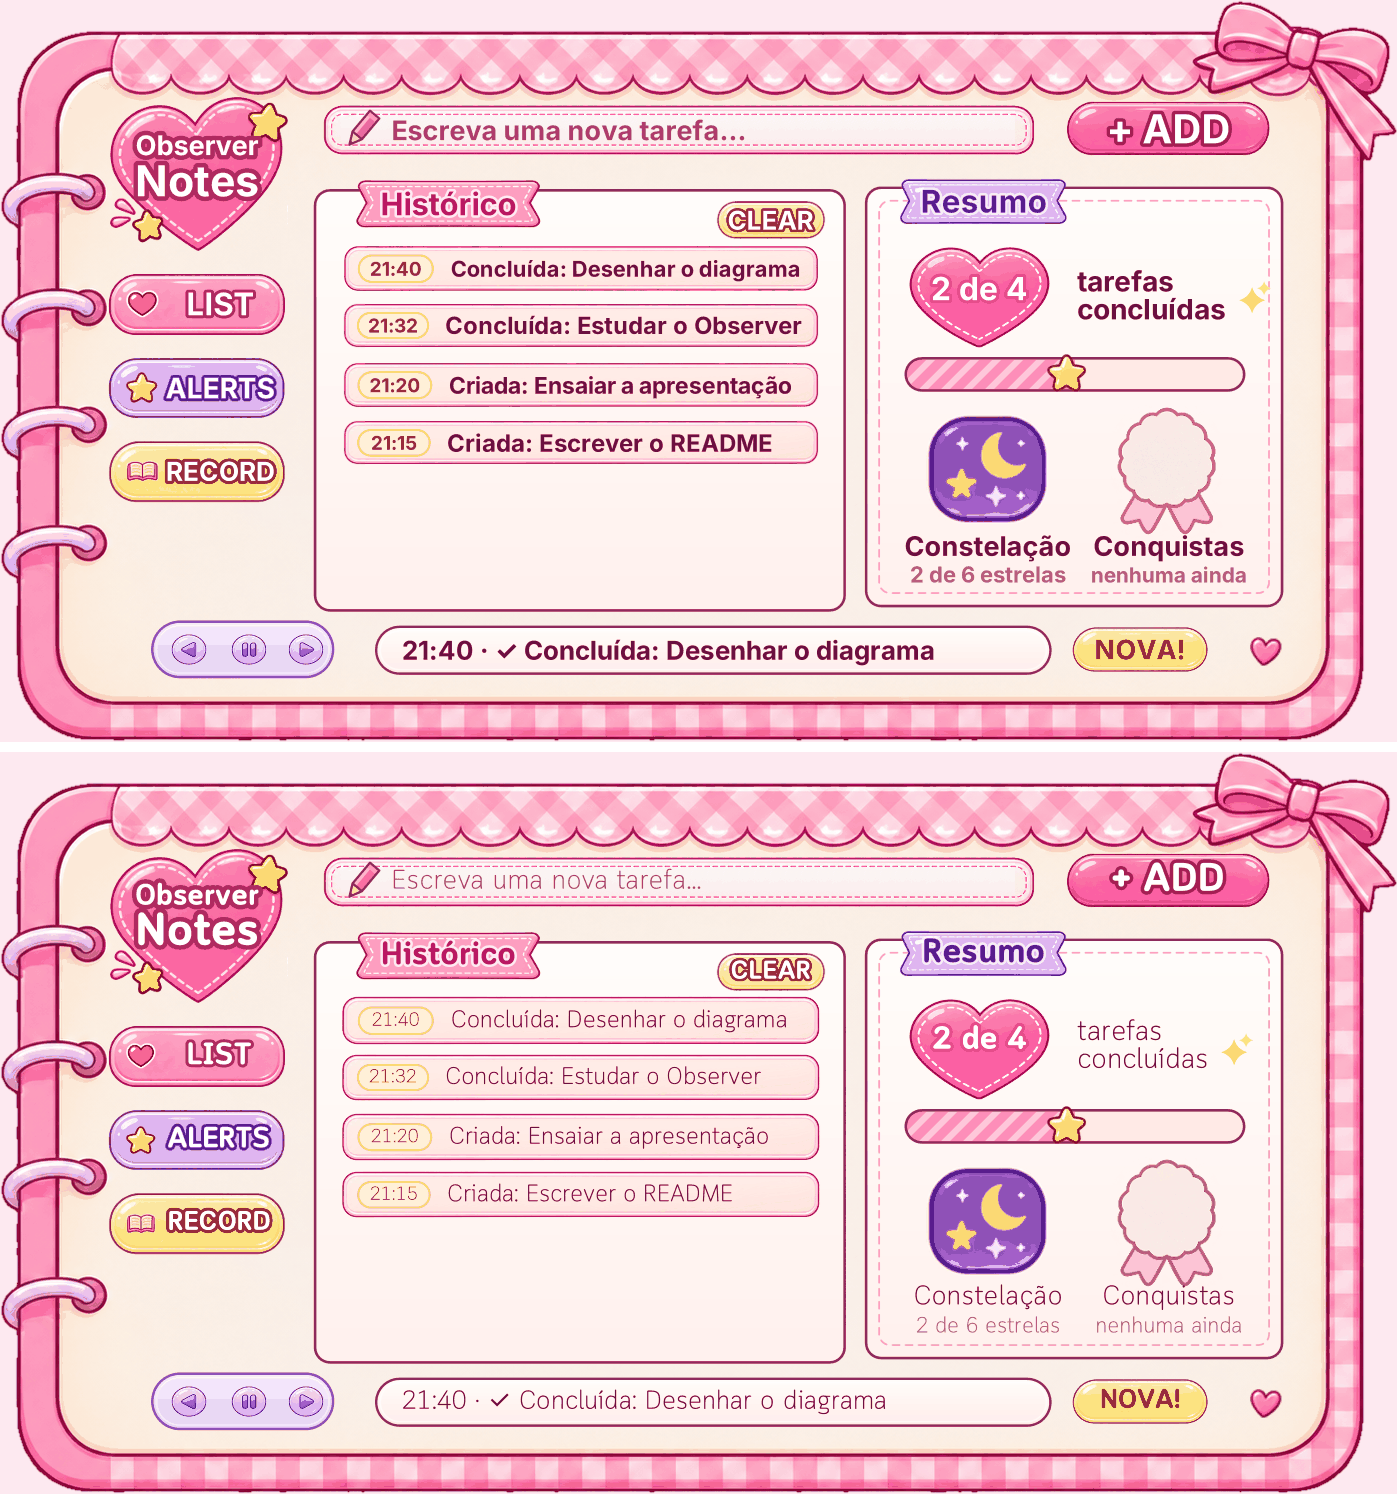 Observer
Notes
Escreva uma nova tarefa...
+ ADD
Histórico
CLEAR
Resumo
LIST
ALERTS
RECORD
21:40 Concluída: Desenhar o diagrama
21:32 Concluída: Estudar o Observer
21:20 Criada: Ensaiar a apresentação
21:15 Criada: Escrever o README
2 de 4
tarefas
concluídas
Constelação
2 de 6 estrelas
Conquistas
nenhuma ainda
21:40 · ✓ Concluída: Desenhar o diagrama
NOVA!
Observer
Notes
Escreva uma nova tarefa...
+ ADD
Histórico
CLEAR
Resumo
LIST
ALERTS
RECORD
21:40 Concluída: Desenhar o diagrama
21:32 Concluída: Estudar o Observer
21:20 Criada: Ensaiar a apresentação
21:15 Criada: Escrever o README
2 de 4
tarefas
concluídas
Constelação
2 de 6 estrelas
Conquistas
nenhuma ainda
21:40 · ✓ Concluída: Desenhar o diagrama
NOVA!